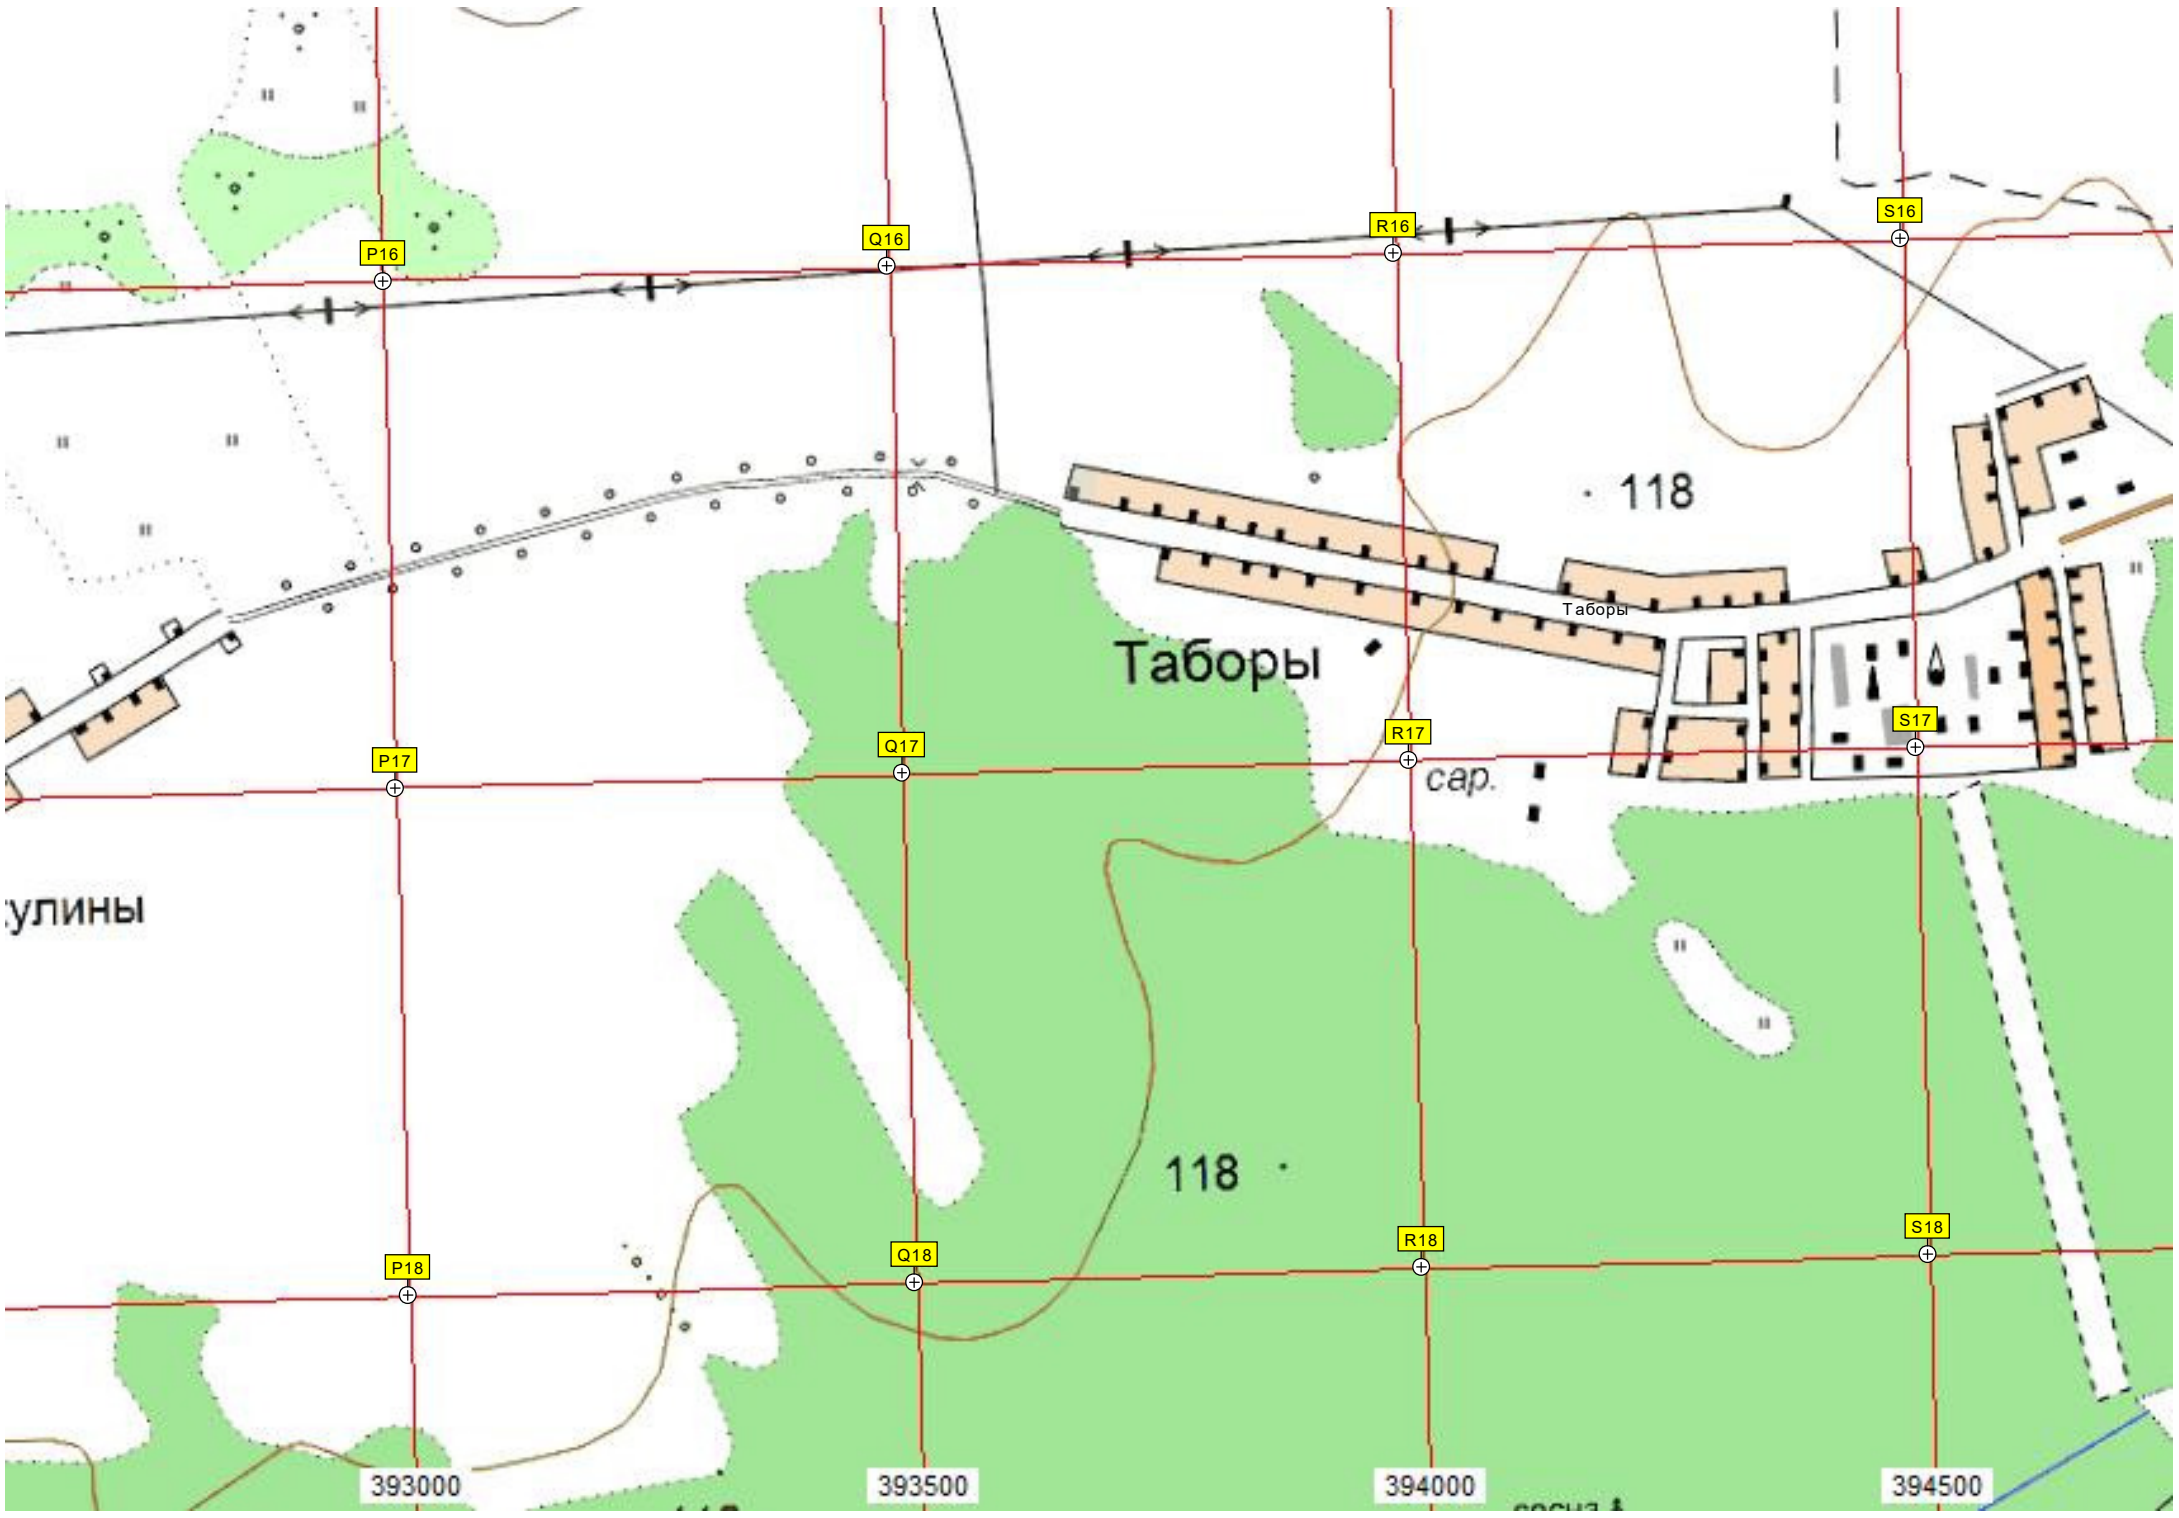 S16
R16
Q16
P16
118
Таборы
Таборы
S17
R17
Q17
P17
сар.
улины
118
S18
R18
Q18
P18
393000
393500
394000
394500